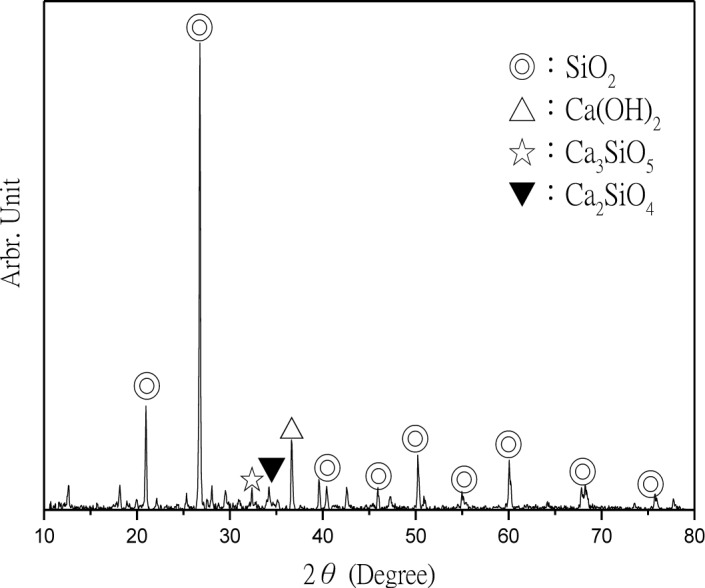 ◎ : SiO₂
△ : Ca(OH)₂
☆ : Ca₃SiO₅
▼ : Ca₂SiO₄
Arbr. Unit
10 20 30 40 50 60 70 80
2θ (Degree)